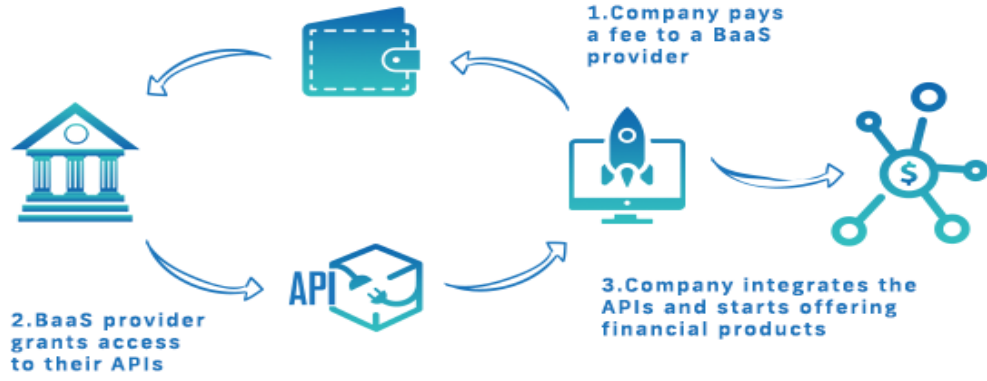 1.Company pays
a fee to a BaaS
provider
API
$
2.BaaS provider
grants access
to their APIs
3.Company integrates the
APIs and starts offering
financial products